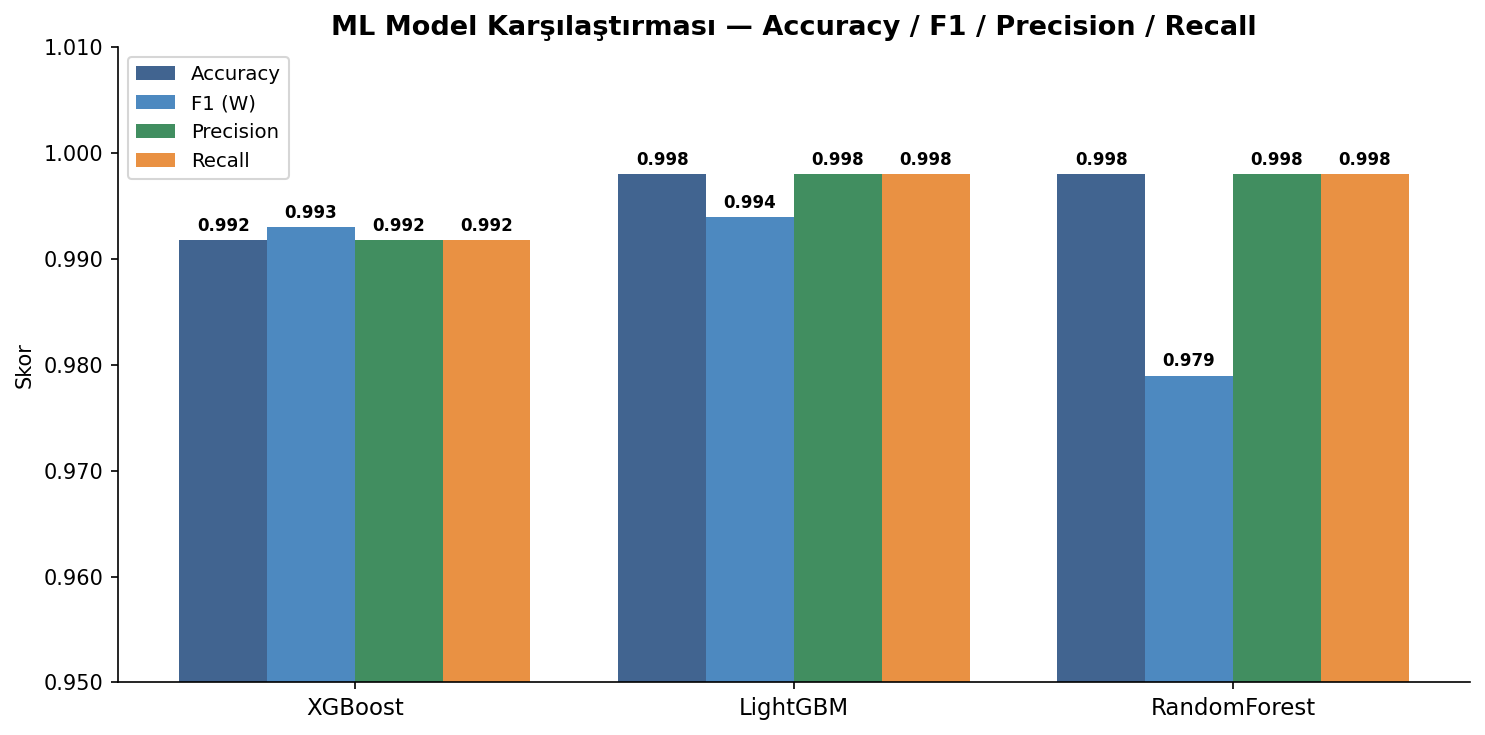 ML Model Karşılaştırması — Accuracy / F1 / Precision / Recall
1.010
1.000
0.990
0.980
0.970
0.960
0.950
Skor
Accuracy
F1 (W)
Precision
Recall
0.992
0.993
0.992
0.992
0.998
0.994
0.998
0.998
0.998
0.979
0.998
0.998
XGBoost
LightGBM
RandomForest